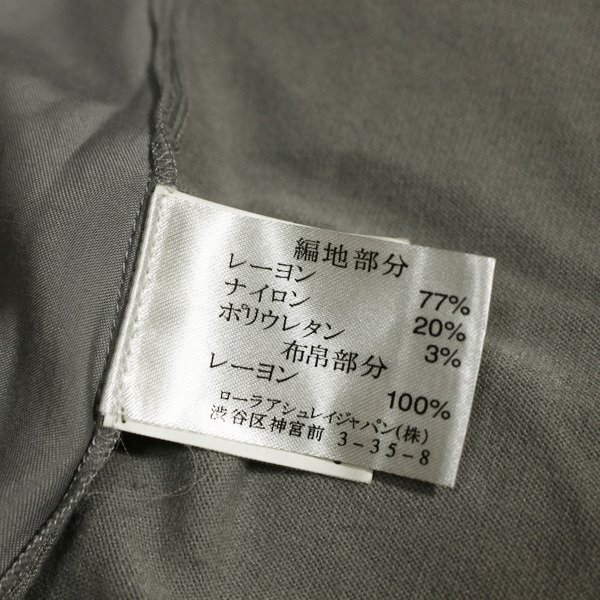 編地部分
レーヨン 77%
ナイロン 20%
ポリウレタン 3%
布帛部分
レーヨン 100%
ローラアシュレイジャパン(株)
渋谷区神宮前 3-35-8